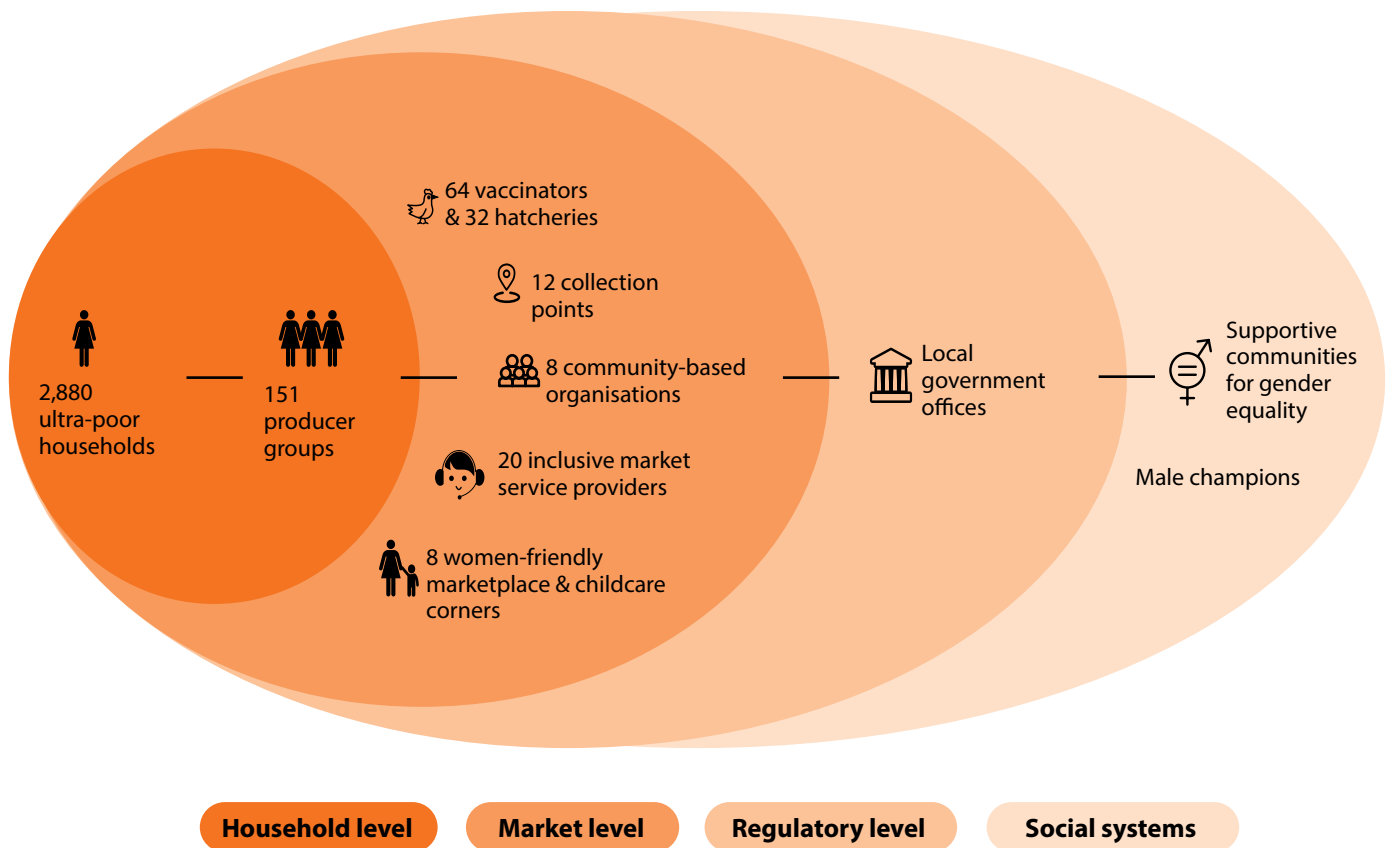 64 vaccinators
& 32 hatcheries
12 collection
points
2,880
ultra-poor
households
151
producer
groups
8 community-based
organisations
20 inclusive market
service providers
8 women-friendly
marketplace & childcare
corners
Local
government
offices
Supportive
communities
for gender
equality
Male champions
Household level
Market level
Regulatory level
Social systems